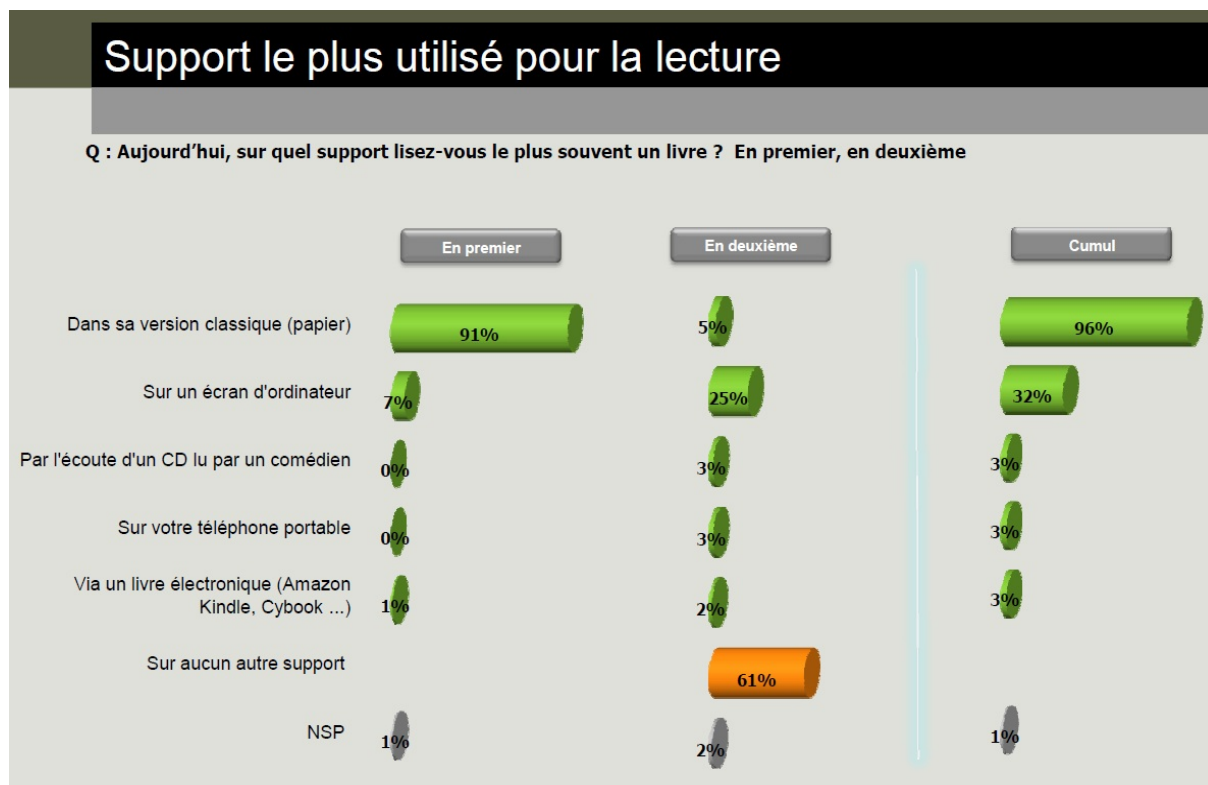 Support le plus utilisé pour la lecture
Q : Aujourd'hui, sur quel support lisez-vous le plus souvent un livre ? En premier, en deuxième
En premier
En deuxième
Cumul
Dans sa version classique (papier)
91%
5%
96%
Sur un écran d'ordinateur
7%
25%
32%
Par l'écoute d'un CD lu par un comédien
0%
3%
3%
Sur votre téléphone portable
0%
3%
3%
Via un livre électronique (Amazon
Kindle, Cybook ...)
1%
2%
3%
Sur aucun autre support
61%
NSP
1%
2%
1%